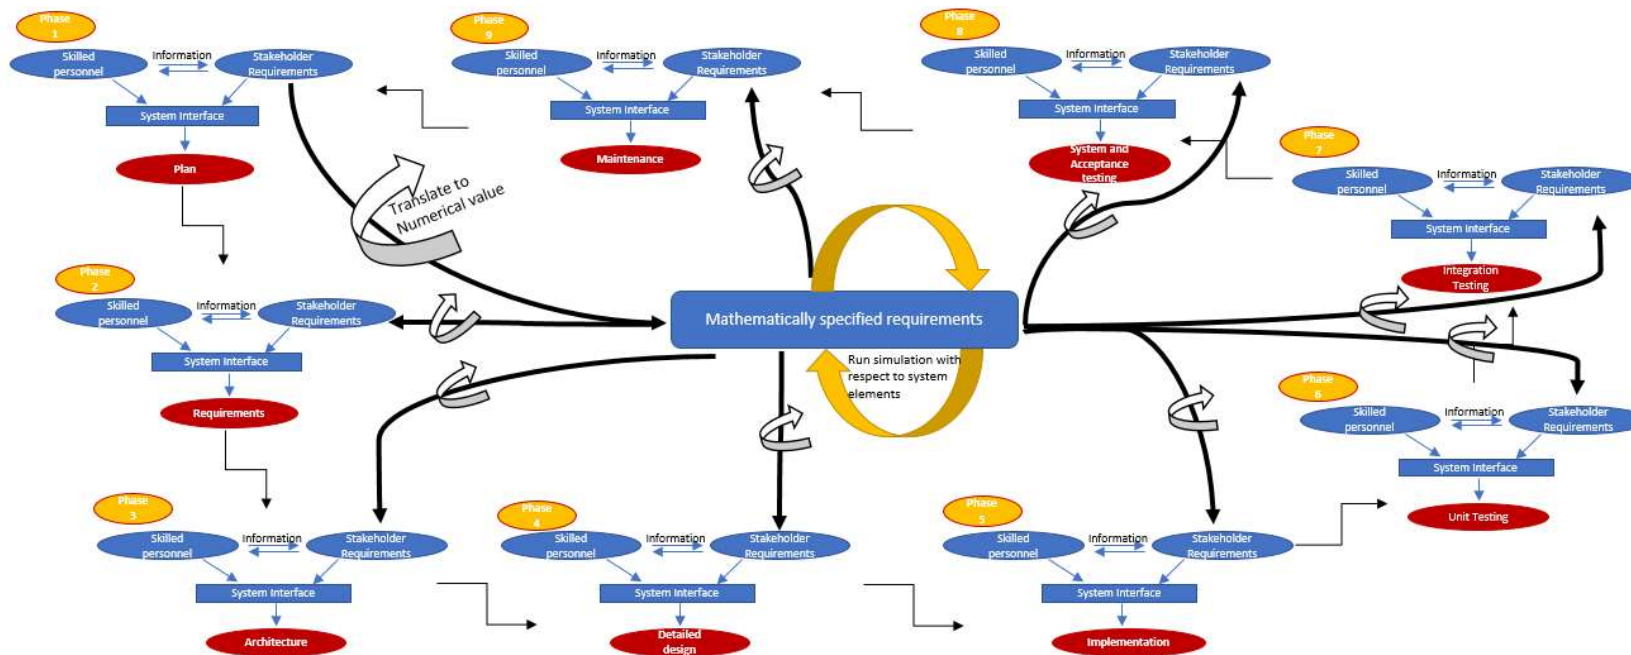 Phase
1
Skilled
personnel
Information
Stakeholder
Requirements
System Interface
Plan
Phase
9
Skilled
personnel
Information
Stakeholder
Requirements
System Interface
Maintenance
Phase
8
Skilled
personnel
Information
Stakeholder
Requirements
System Interface
System and
Acceptance
testing
Phase
7
Skilled
personnel
Information
Stakeholder
Requirements
System Interface
Integration
Testing
Translate to
Numerical value
Phase
2
Skilled
personnel
Information
Stakeholder
Requirements
System Interface
Requirements
Mathematically specified requirements
Run simulation with
respect to system
elements
Phase
6
Skilled
personnel
Information
Stakeholder
Requirements
System Interface
Unit Testing
Phase
3
Skilled
personnel
Information
Stakeholder
Requirements
System Interface
Architecture
Phase
4
Skilled
personnel
Information
Stakeholder
Requirements
System Interface
Detailed
design
Phase
5
Skilled
personnel
Information
Stakeholder
Requirements
System Interface
Implementation